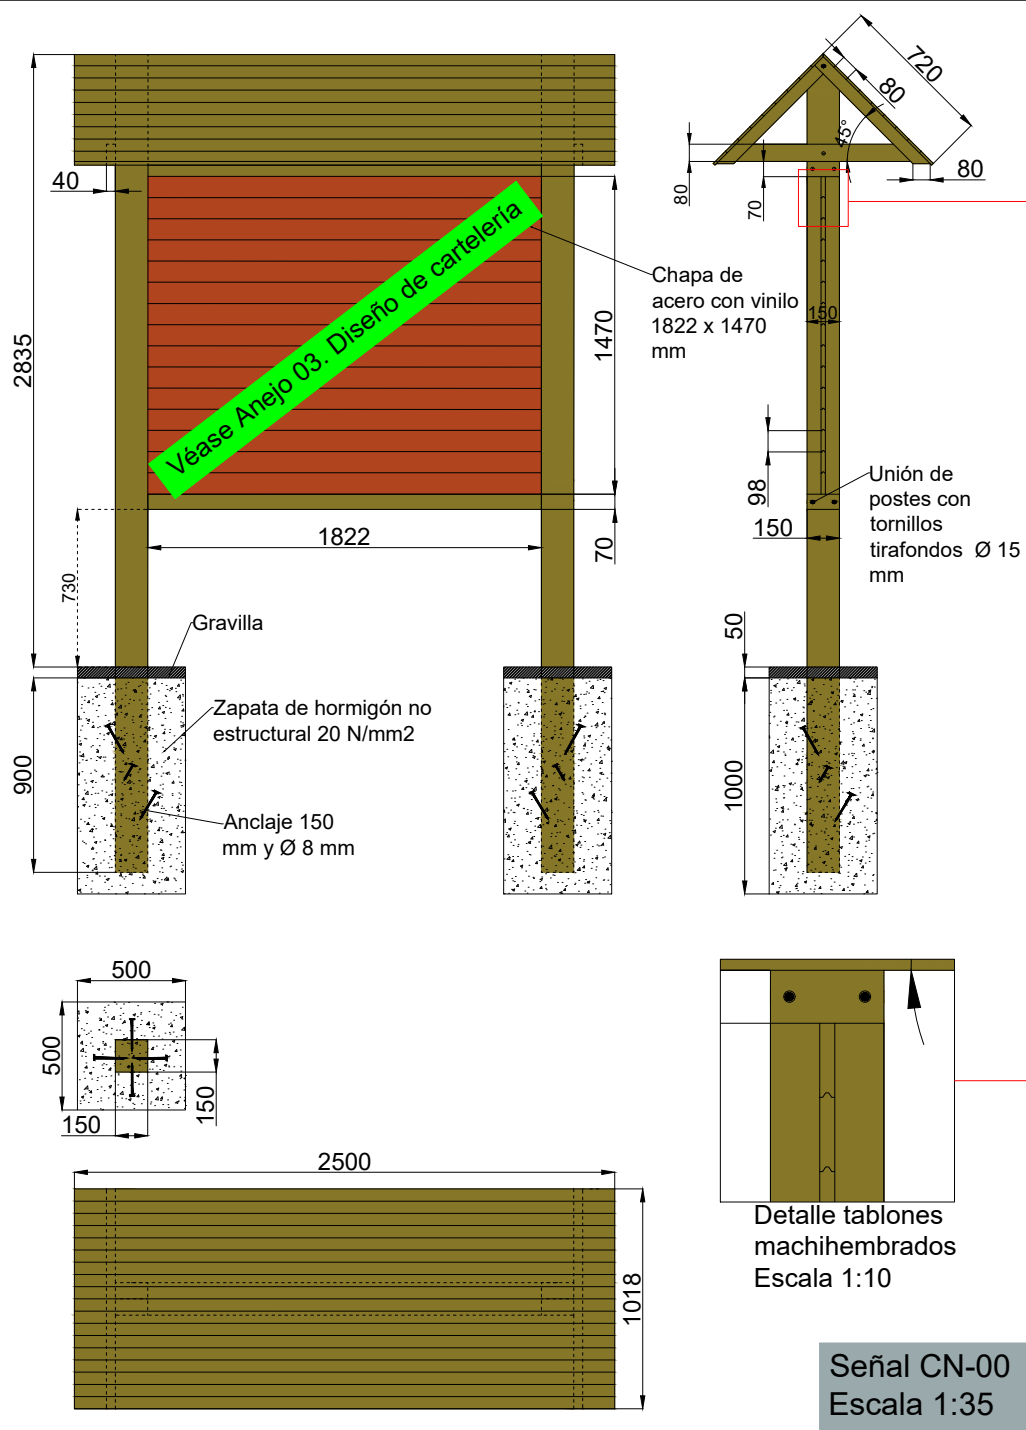 720
80
45°
80
70
80
40
2835
Véase Anejo 03. Diseño de cartelería
1470
Chapa de
acero con vinilo
1822 x 1470
mm
150
98
Unión de
postes con
tornillos
tirafondos Ø 15
mm
150
1822
70
730
Gravilla
50
Zapata de hormigón no
estructural 20 N/mm2
900
1000
Anclaje 150
mm y Ø 8 mm
500
500
150
150
2500
1018
Detalle tablones
machihembrados
Escala 1:10
Señal CN-00
Escala 1:35